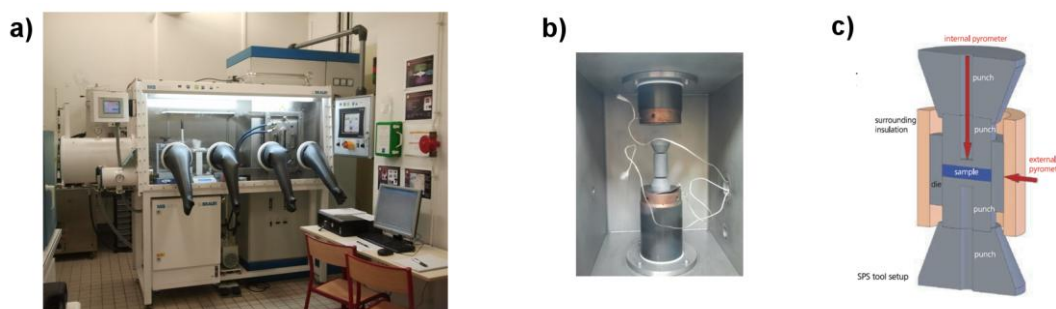 a)
b)
c)
internal pyrometer
punch
surrounding
insulation
punch
external
pyromet
sample
die
punch
punch
SPS tool setup